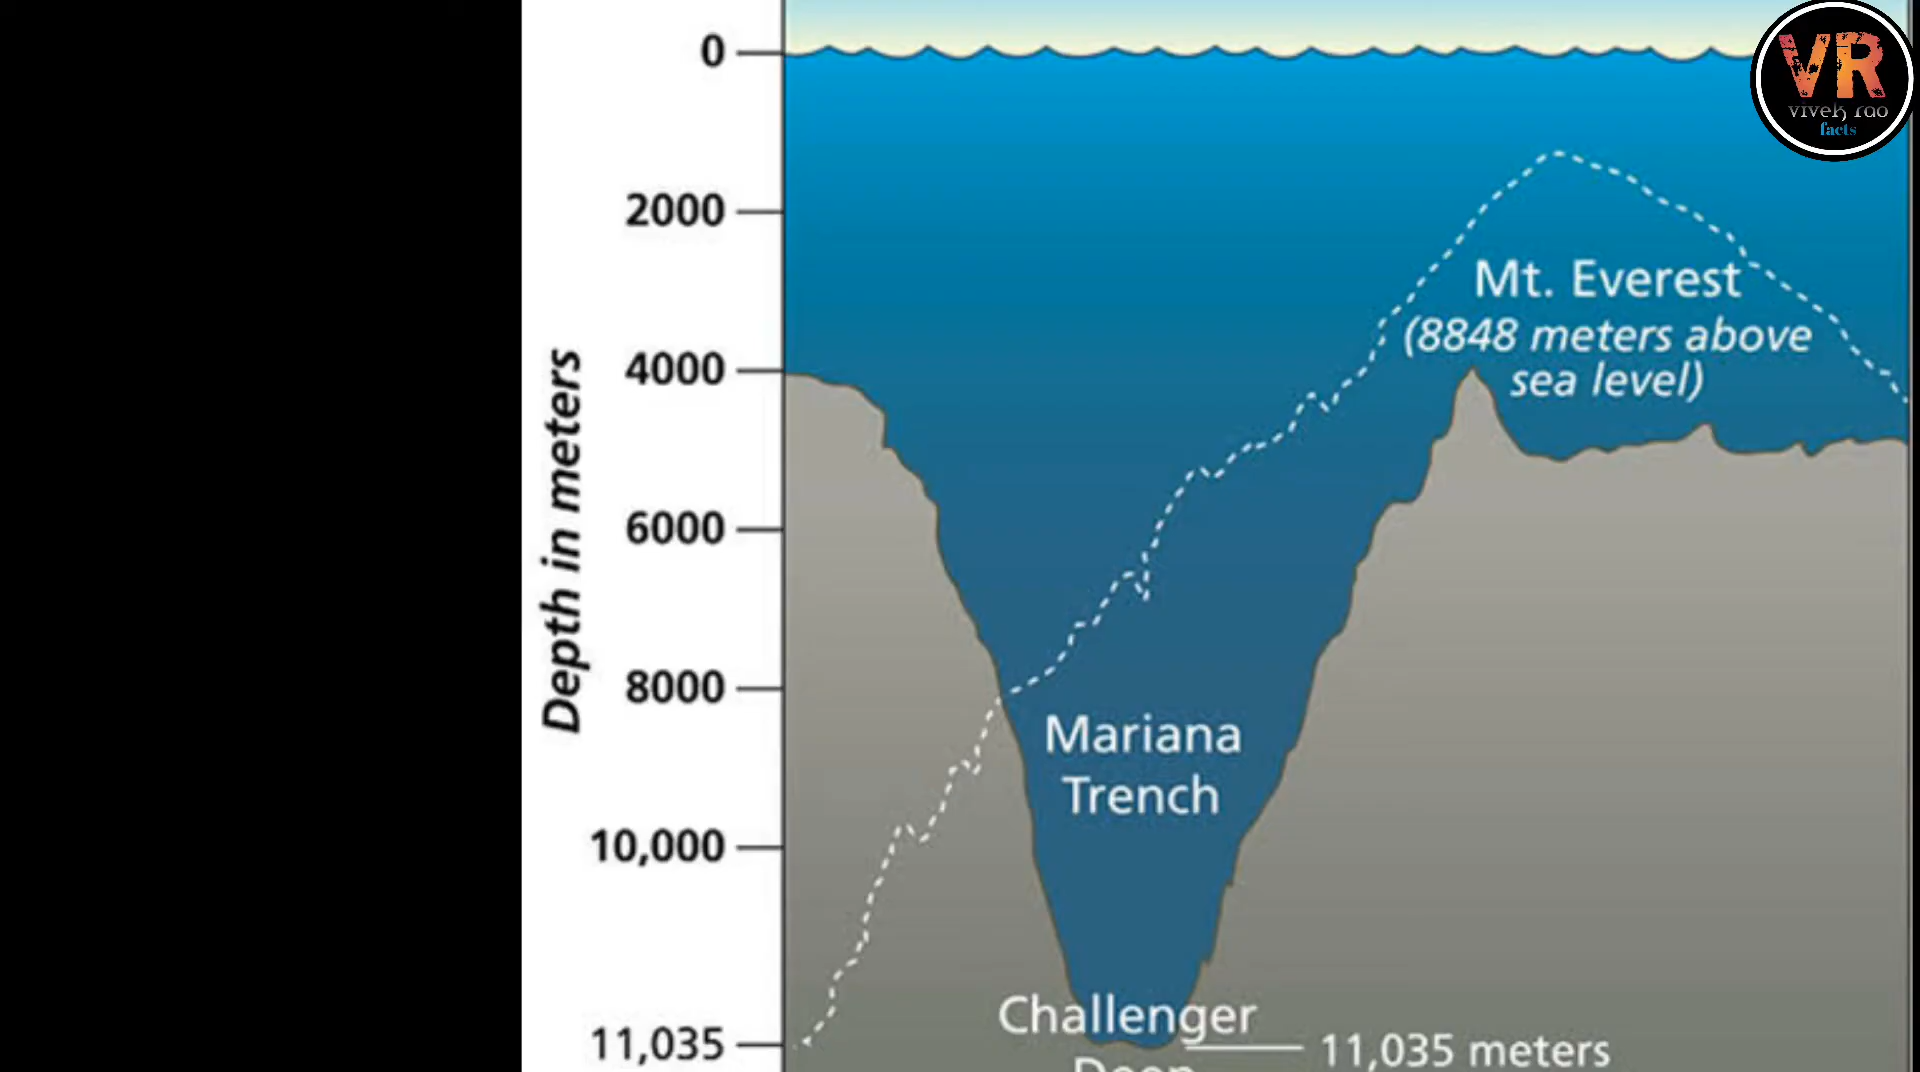 0
VR
vivek rao
facts
2000
Mt. Everest
(8848 meters above
sea level)
4000
Depth in meters
6000
8000
Mariana
Trench
10,000
Challenger
11,035
11,035 meters
Deep